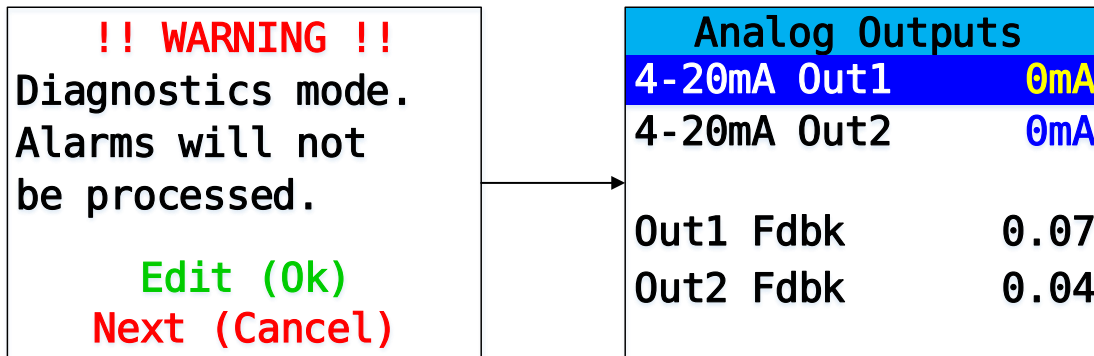 !! WARNING !!
Diagnostics mode.
Alarms will not
be processed.
Edit (Ok)
Next (Cancel)
Analog Outputs
4-20mA Out1 0mA
4-20mA Out2 0mA
Out1 Fdbk 0.07
Out2 Fdbk 0.04